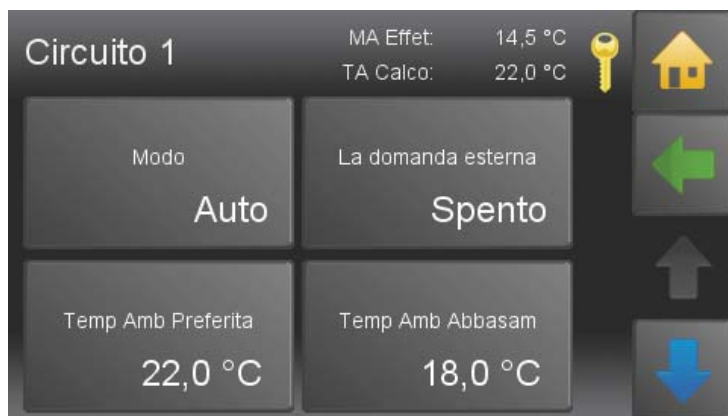 Circuito 1
MA Effet: 14,5 °C
TA Calco: 22,0 °C
Modo
Auto
La domanda esterna
Spento
Temp Amb Preferita
22,0 °C
Temp Amb Abbasam
18,0 °C